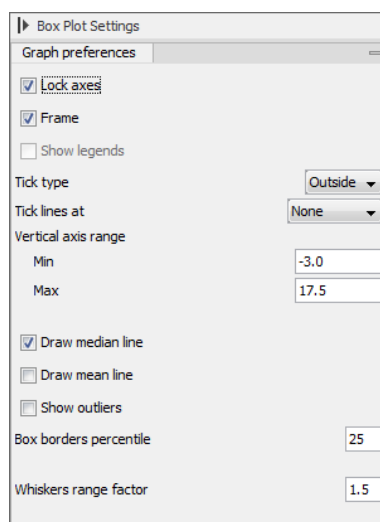 Box Plot Settings
Graph preferences
Lock axes
Frame
Show legends
Tick type Outside
Tick lines at None
Vertical axis range
Min -3.0
Max 17.5
Draw median line
Draw mean line
Show outliers
Box borders percentile 25
Whiskers range factor 1.5